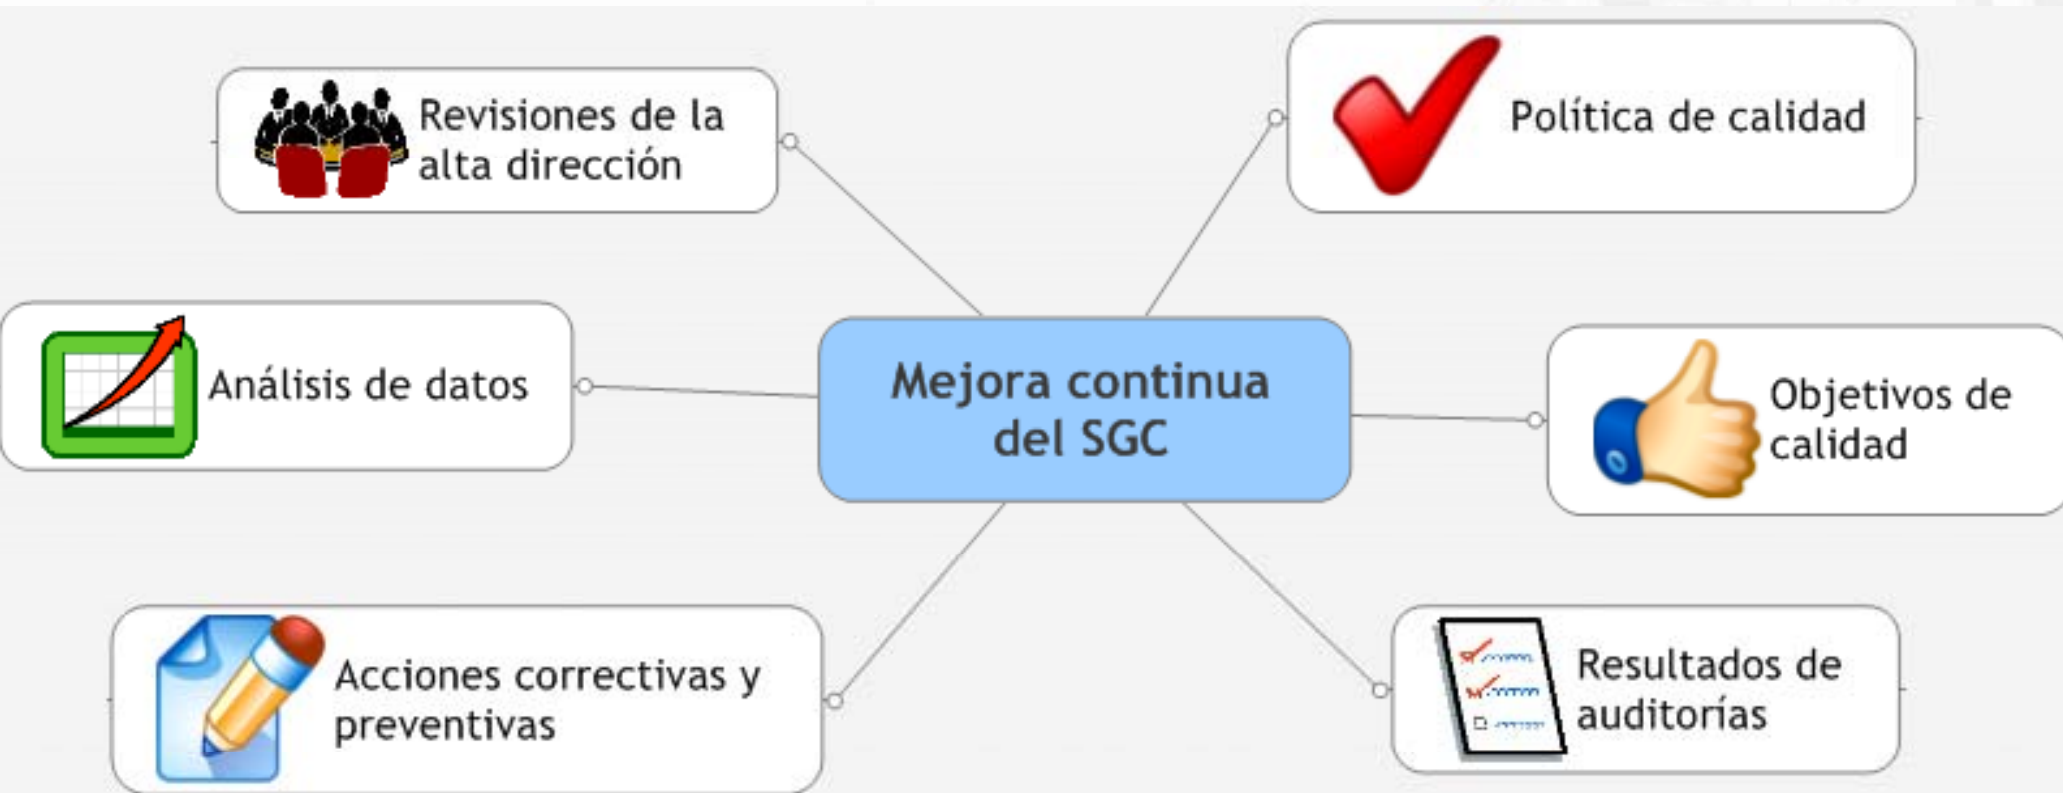 Revisiones de la
alta dirección
Política de calidad
Análisis de datos
Mejora continua
del SGC
Objetivos de
calidad
Acciones correctivas y
preventivas
Resultados de
auditorías